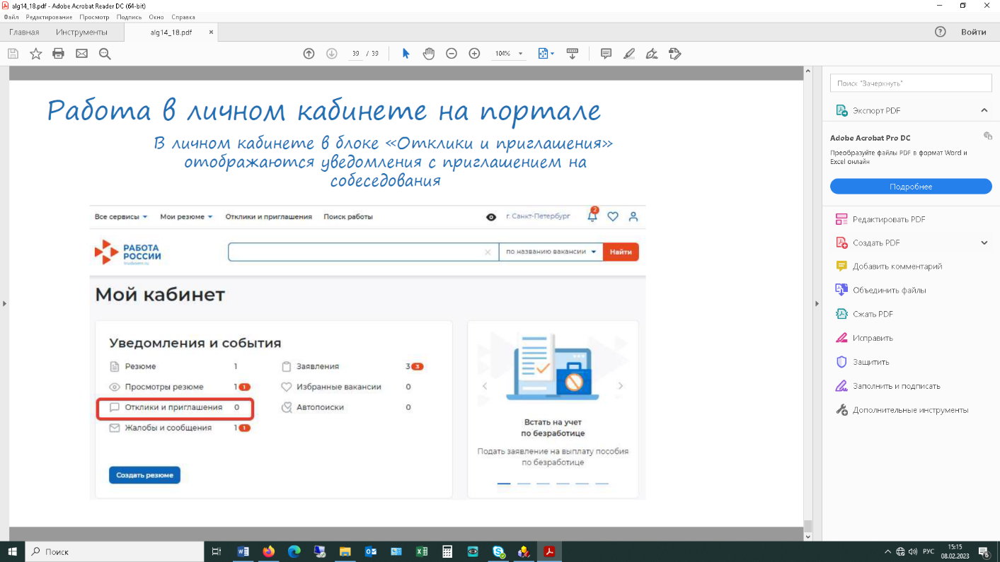 alg14_18.pdf - Adobe Acrobat Reader DC (64-bit)
Файл Редактирование Просмотр Подпись Окно Справка
Главная Инструменты alg14_18.pdf × Войти
39 / 39 104%
Работа в личном кабинете на портале
В личном кабинете в блоке «Отклики и приглашения»
отображаются уведомления с приглашением на
собеседования
Все сервисы Мои резюме Отклики и приглашения Поиск работы г. Санкт-Петербург 2
РАБОТА
РОССИИ
trudvsem.ru
по названию вакансии Найти
Мой кабинет
Уведомления и события
Резюме 1 Заявления 3 3
Просмотры резюме 1 1 Избранные вакансии 0
Отклики и приглашения 0 Автопоиски 0
Жалобы и сообщения 1 1
Создать резюме
Встать на учет
по безработице
Подать заявление на выплату пособия
по безработице
Поиск "Зачеркнуть"
Экспорт PDF
Adobe Acrobat Pro DC
Преобразуйте файлы PDF в формат Word и
Excel онлайн
Подробнее
Редактировать PDF
Создать PDF
Добавить комментарий
Объединить файлы
Сжать PDF
Исправить
Защитить
Заполнить и подписать
Дополнительные инструменты
Поиск
РУС
15:15
08.02.2023
6